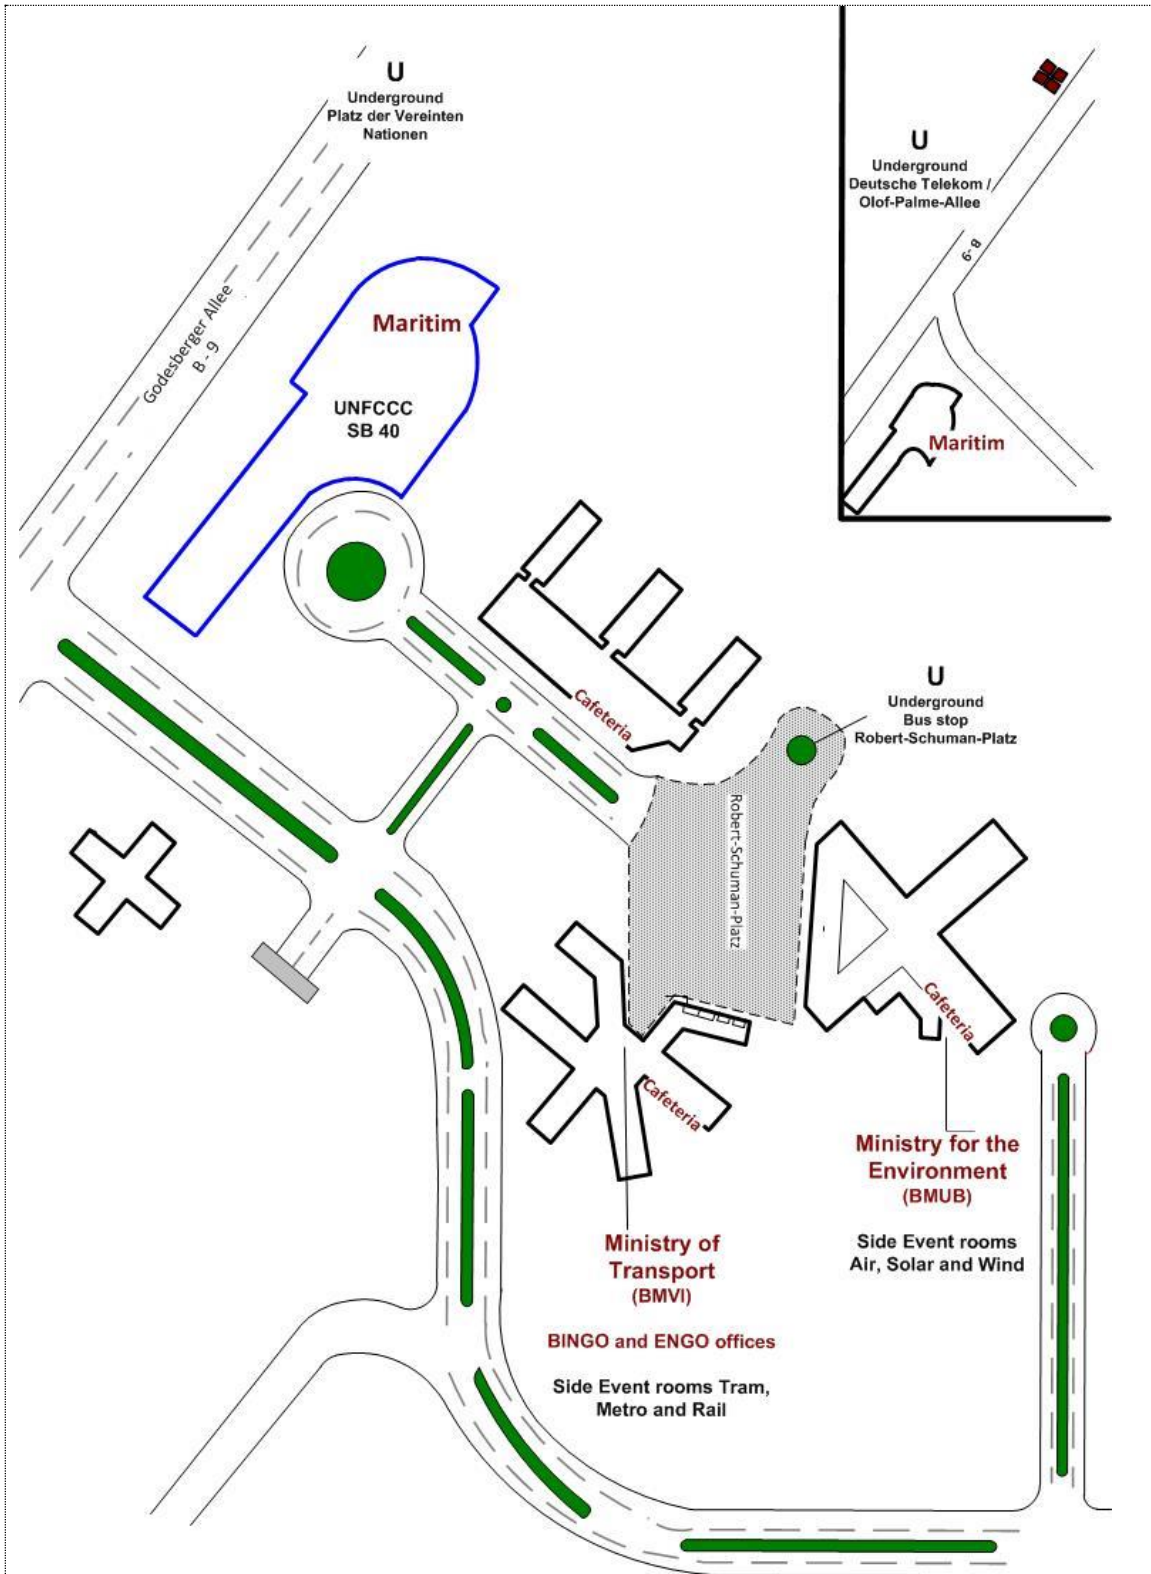 U
Underground
Platz der Vereinten
Nationen
U
Underground
Deutsche Telekom /
Olof-Palme-Allee
B-9
Maritim
Godesberger Allee
B - 9
Maritim
UNFCCC
SB 40
Cafeteria
U
Underground
Bus stop
Robert-Schuman-Platz
Robert-Schuman-Platz
Cafeteria
Cafeteria
Ministry for the
Environment
(BMUB)
Side Event rooms
Air, Solar and Wind
Ministry of
Transport
(BMVI)
BINGO and ENGO offices
Side Event rooms Tram,
Metro and Rail